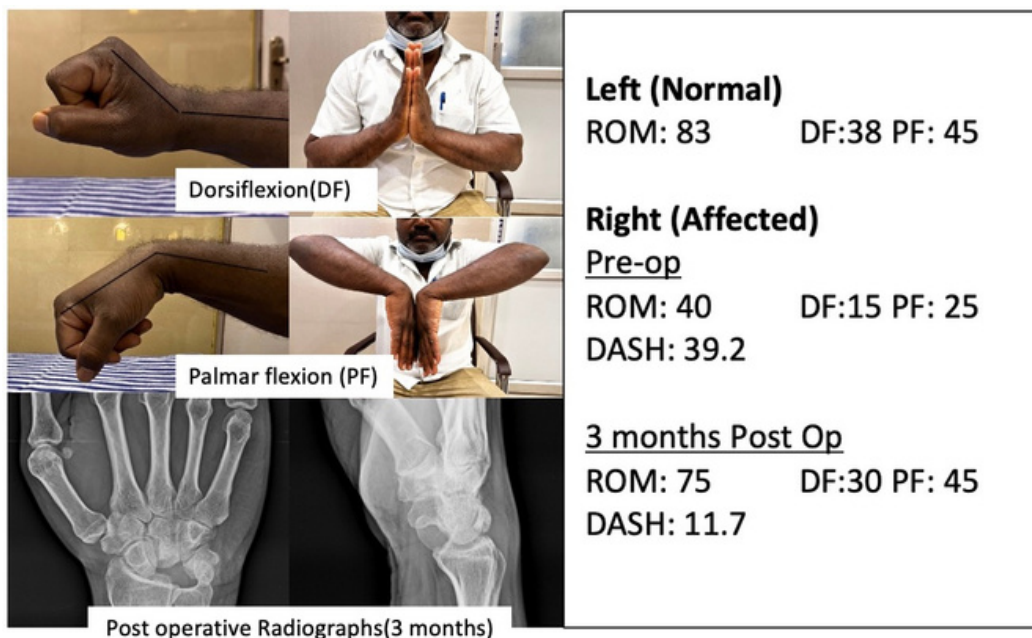 Dorsiflexion(DF)
Palmar flexion (PF)
Post operative Radiographs(3 months)
Left (Normal)
ROM: 83 DF:38 PF: 45
Right (Affected)
Pre-op
ROM: 40 DF:15 PF: 25
DASH: 39.2
3 months Post Op
ROM: 75 DF:30 PF: 45
DASH: 11.7